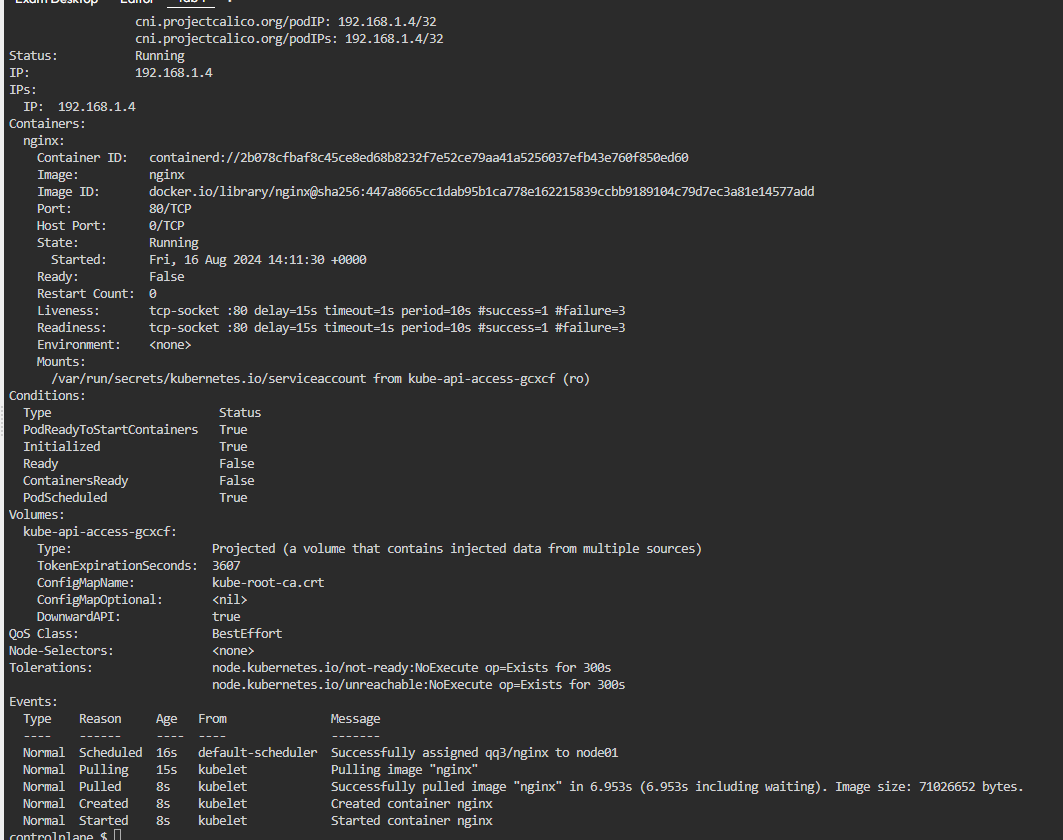 Exam Desktop Editor Tab 1 +
cni.projectcalico.org/podIP: 192.168.1.4/32
cni.projectcalico.org/podIPs: 192.168.1.4/32
Status: Running
IP: 192.168.1.4
IPs:
IP: 192.168.1.4
Containers:
nginx:
Container ID: containerd://2b078cfbaf8c45ce8ed68b8232f7e52ce79aa41a5256037efb43e760f850ed60
Image: nginx
Image ID: docker.io/library/nginx@sha256:447a8665cc1dab95b1ca778e162215839ccbb9189104c79d7ec3a81e14577add
Port: 80/TCP
Host Port: 0/TCP
State: Running
Started: Fri, 16 Aug 2024 14:11:30 +0000
Ready: False
Restart Count: 0
Liveness: tcp-socket :80 delay=15s timeout=1s period=10s #success=1 #failure=3
Readiness: tcp-socket :80 delay=15s timeout=1s period=10s #success=1 #failure=3
Environment: <none>
Mounts:
/var/run/secrets/kubernetes.io/serviceaccount from kube-api-access-gcxcf (ro)
Conditions:
Type Status
PodReadyToStartContainers True
Initialized True
Ready False
ContainersReady False
PodScheduled True
Volumes:
kube-api-access-gcxcf:
Type: Projected (a volume that contains injected data from multiple sources)
TokenExpirationSeconds: 3607
ConfigMapName: kube-root-ca.crt
ConfigMapOptional: <nil>
DownwardAPI: true
QoS Class: BestEffort
Node-Selectors: <none>
Tolerations: node.kubernetes.io/not-ready:NoExecute op=Exists for 300s
node.kubernetes.io/unreachable:NoExecute op=Exists for 300s
Events:
Type Reason Age From Message
---- ------ ---- ---- -------
Normal Scheduled 16s default-scheduler Successfully assigned qq3/nginx to node01
Normal Pulling 15s kubelet Pulling image "nginx"
Normal Pulled 8s kubelet Successfully pulled image "nginx" in 6.953s (6.953s including waiting). Image size: 71026652 bytes.
Normal Created 8s kubelet Created container nginx
Normal Started 8s kubelet Started container nginx
controlplane $